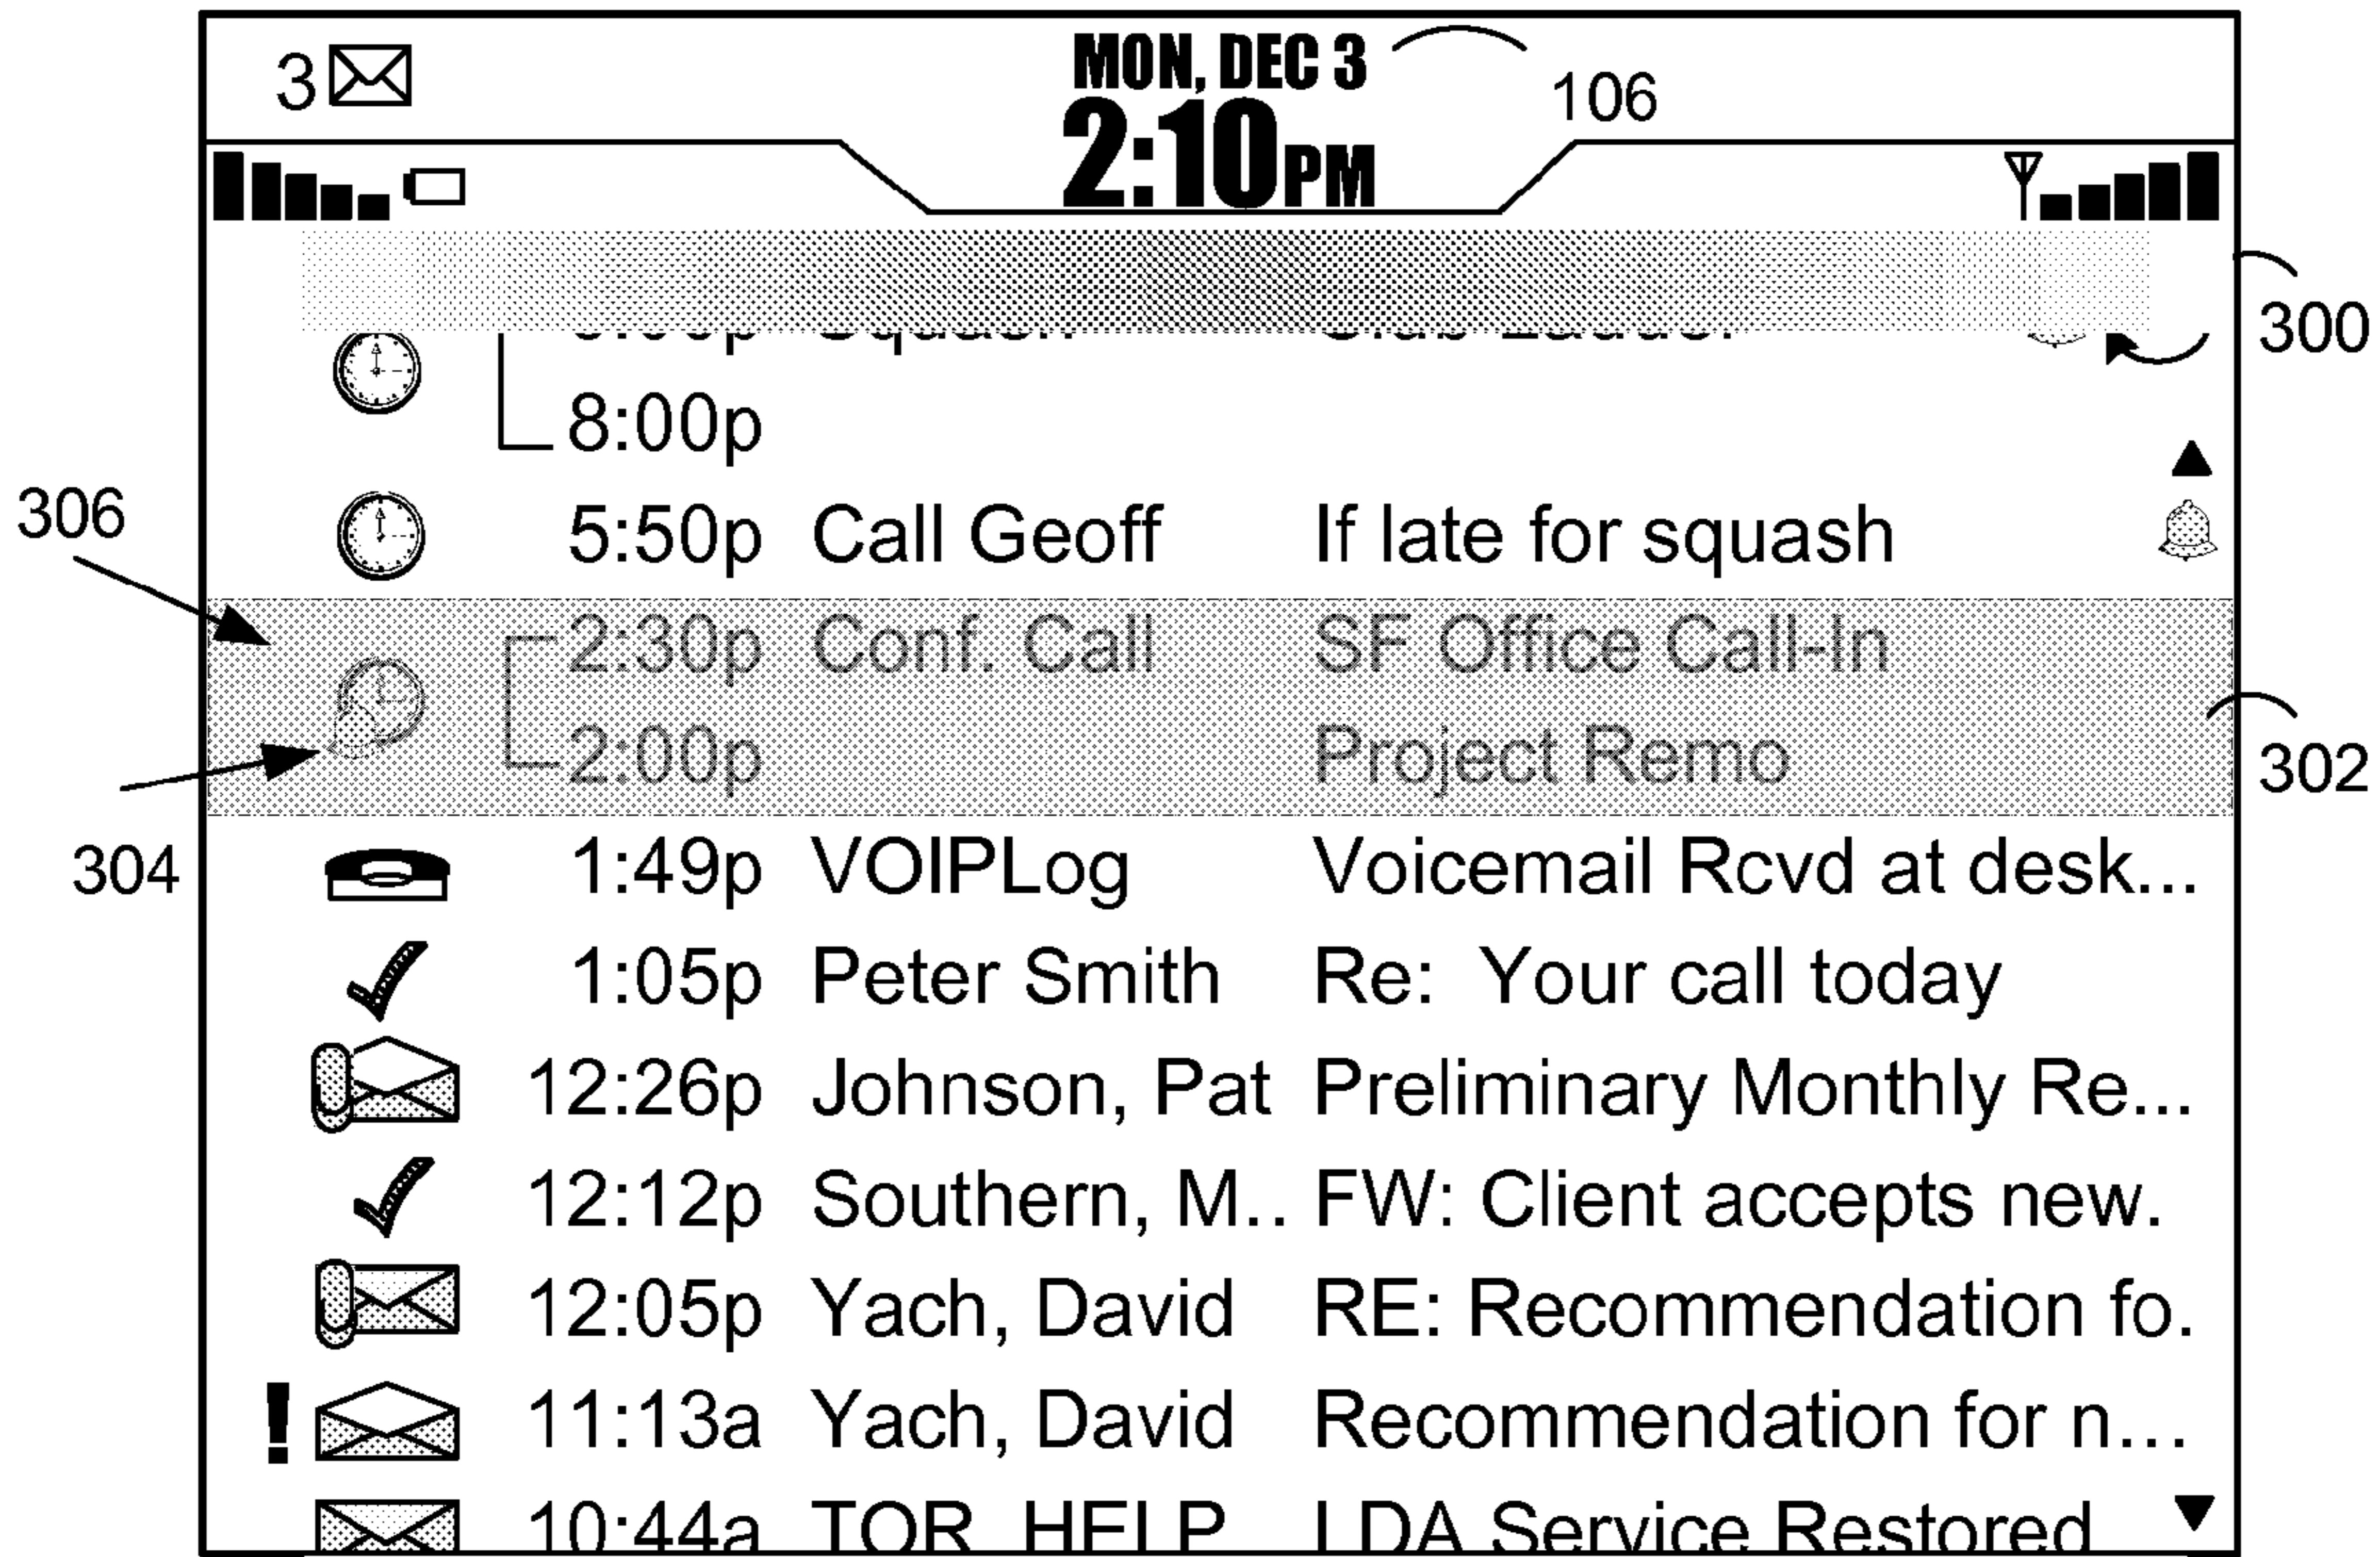 3
MON, DEC 3
106
2:10PM
300
8:00p
306
5:50p Call Geoff If late for squash
2:30p Conf. Call SF Office Call-In
2:00p Project Remo
302
304
1:49p VOIPLog Voicemail Rcvd at desk...
1:05p Peter Smith Re: Your call today
12:26p Johnson, Pat Preliminary Monthly Re...
12:12p Southern, M.. FW: Client accepts new.
12:05p Yach, David RE: Recommendation fo.
! 11:13a Yach, David Recommendation for n...
10:44a TOR HELP LDA Service Restored